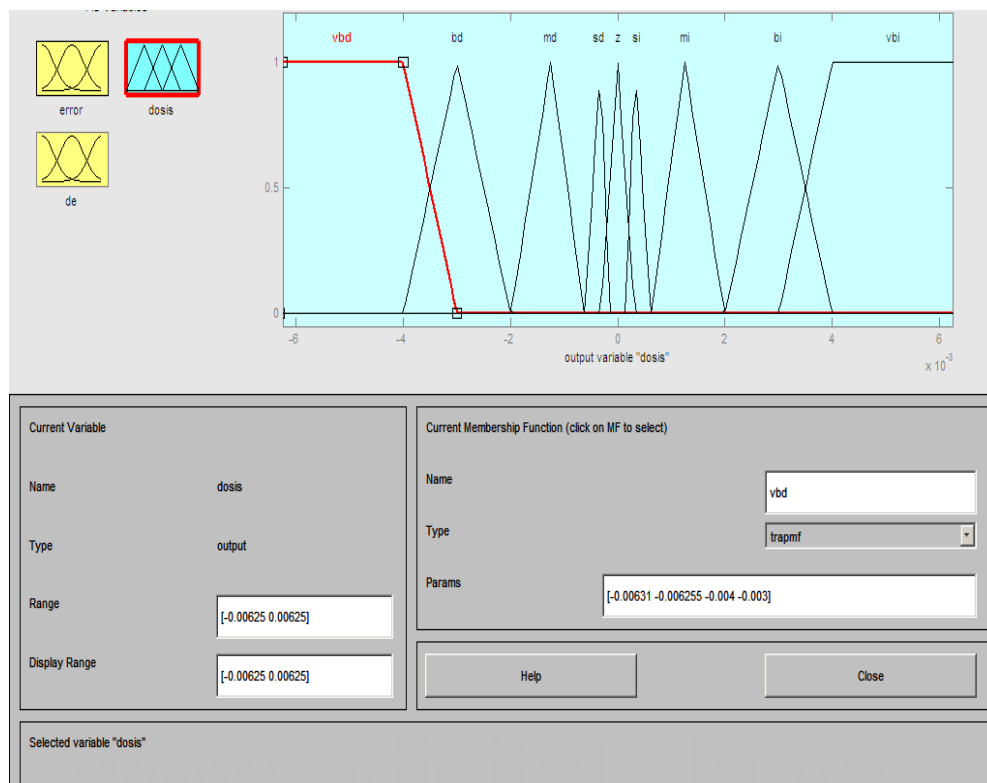 error
dosis
de
vbd bd md sd z si mi bi vbi
1
0.5
0
-6 -4 -2 0 2 4 6
output variable "dosis"
x 10⁻³
Current Variable
Name dosis
Type output
Range [-0.00625 0.00625]
Display Range [-0.00625 0.00625]
Current Membership Function (click on MF to select)
Name vbd
Type trapmf
Params [-0.00631 -0.006255 -0.004 -0.003]
Help Close
Selected variable "dosis"